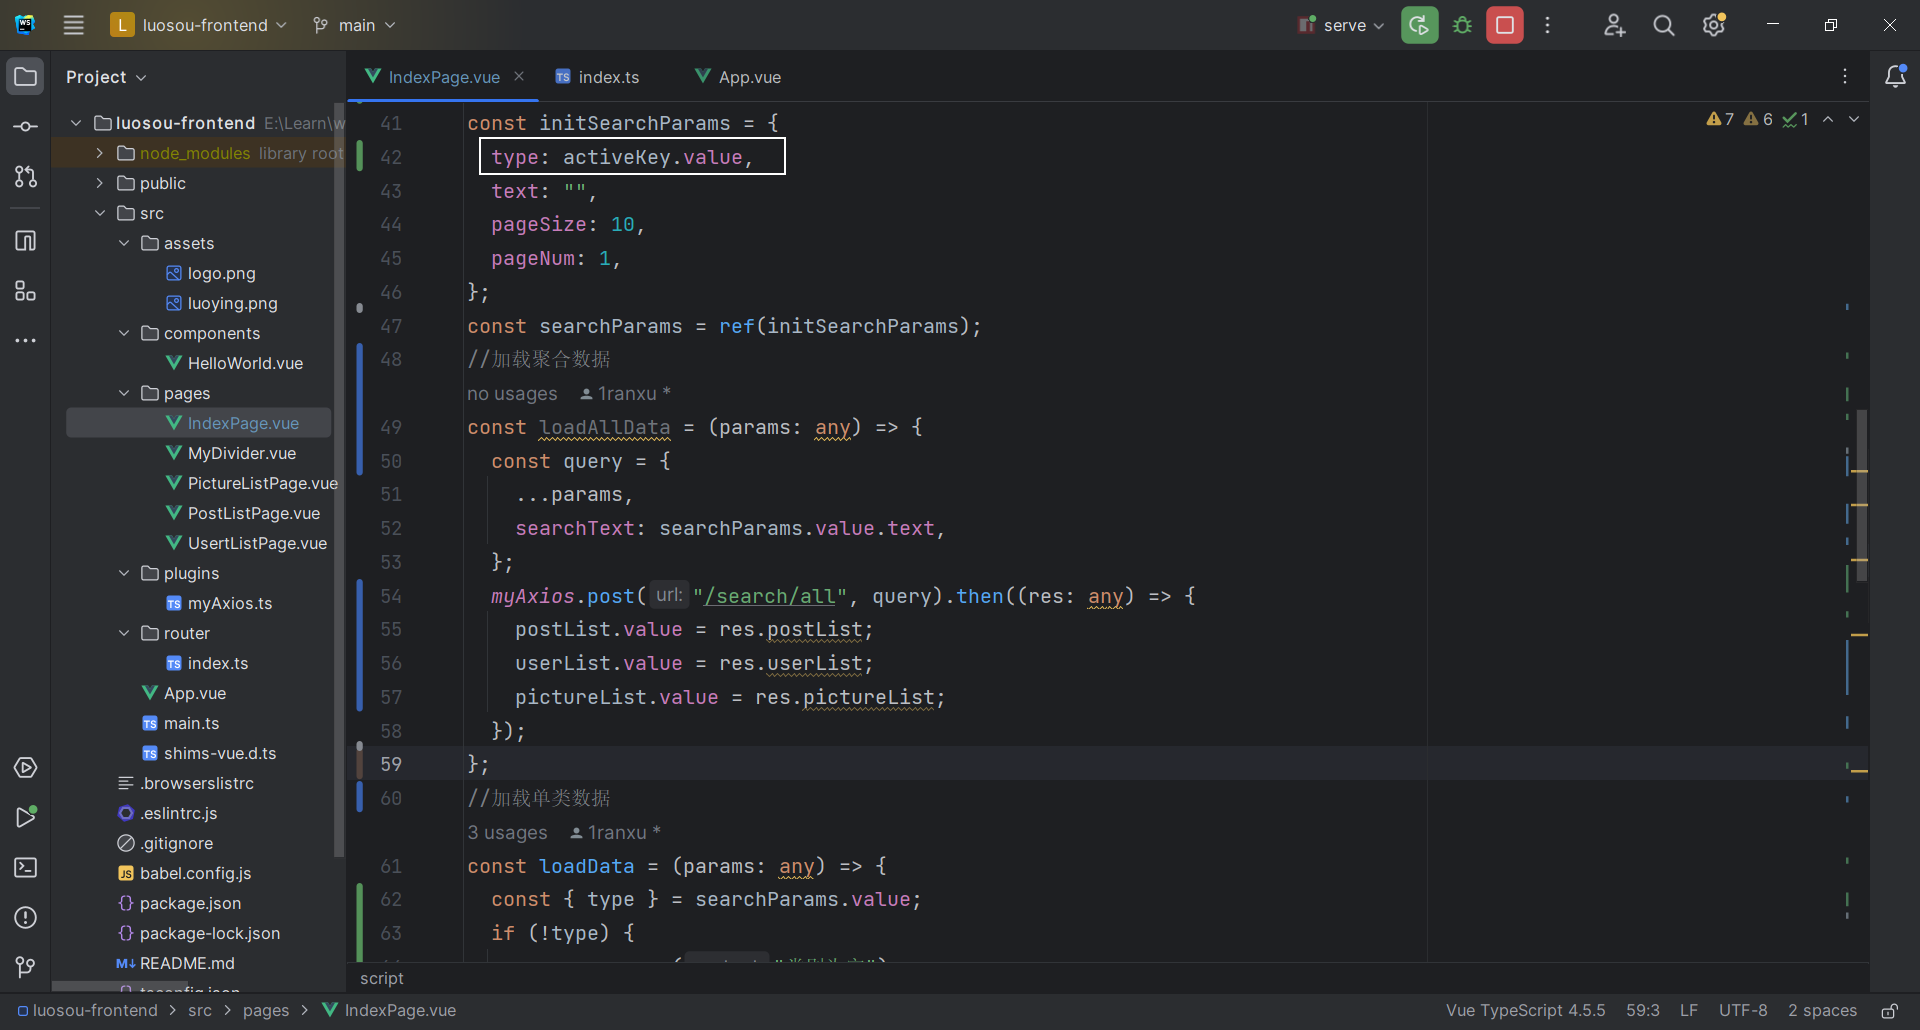 L luosou-frontend main serve
Project
IndexPage.vue index.ts App.vue
luosou-frontend E:\Learn\w
node_modules library root
public
src
assets
logo.png
luoying.png
components
HelloWorld.vue
pages
IndexPage.vue
MyDivider.vue
PictureListPage.vue
PostListPage.vue
UsertListPage.vue
plugins
myAxios.ts
router
index.ts
App.vue
main.ts
shims-vue.d.ts
.browserslistrc
.eslintrc.js
.gitignore
babel.config.js
package.json
package-lock.json
README.md
7 6 1
41 const initSearchParams = {
42 type: activeKey.value,
43 text: "",
44 pageSize: 10,
45 pageNum: 1,
46 };
47 const searchParams = ref(initSearchParams);
48 //加载聚合数据
no usages 1ranxu *
49 const loadAllData = (params: any) => {
50 const query = {
51 ...params,
52 searchText: searchParams.value.text,
53 };
54 myAxios.post( url: "/search/all", query).then((res: any) => {
55 postList.value = res.postList;
56 userList.value = res.userList;
57 pictureList.value = res.pictureList;
58 });
59 };
60 //加载单类数据
3 usages 1ranxu *
61 const loadData = (params: any) => {
62 const { type } = searchParams.value;
63 if (!type) {
script
luosou-frontend > src > pages > IndexPage.vue
Vue TypeScript 4.5.5 59:3 LF UTF-8 2 spaces